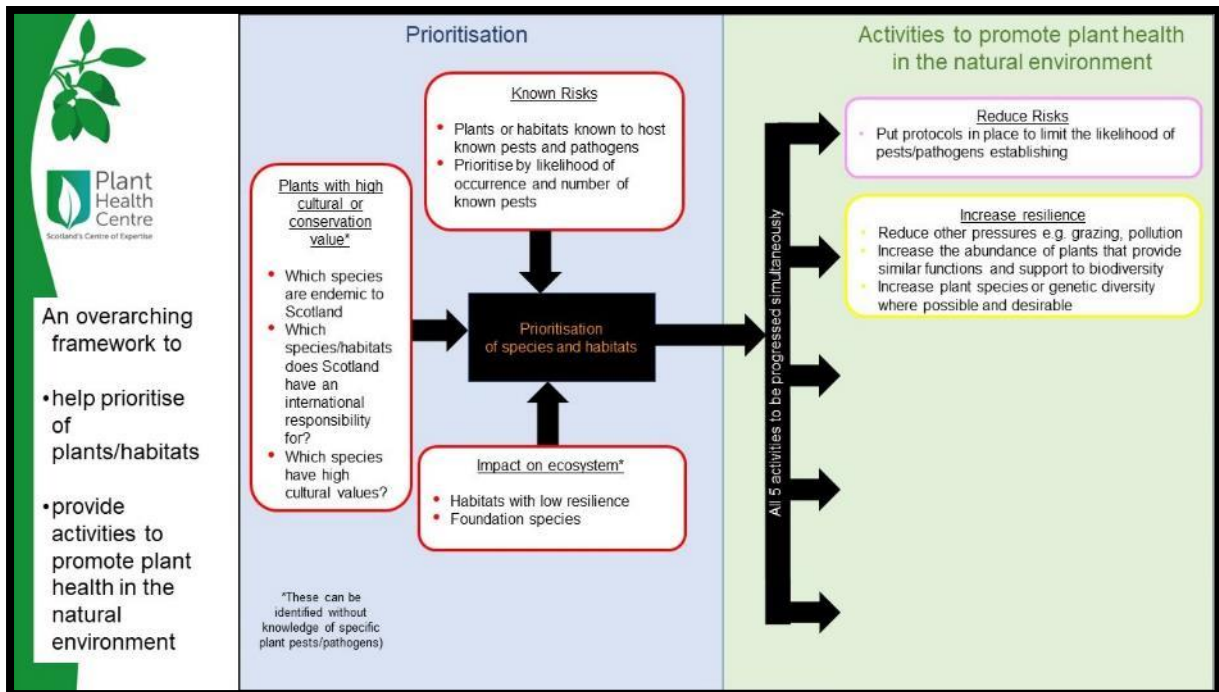 Plant
Health
Centre
Scotland's Centre of Expertise
An overarching
framework to
•help prioritise
of
plants/habitats
•provide
activities to
promote plant
health in the
natural
environment
Prioritisation
Plants with high
cultural or
conservation
value*
• Which species
are endemic to
Scotland
• Which
species/habitats
does Scotland
have an
international
responsibility
for?
• Which species
have high
cultural values?
Known Risks
• Plants or habitats known to host
known pests and pathogens
• Prioritise by likelihood of
occurrence and number of
known pests
Prioritisation
of species and habitats
Impact on ecosystem*
• Habitats with low resilience
• Foundation species
*These can be
identified without
knowledge of specific
plant pests/pathogens)
All 5 activities to be progressed simultaneously
Activities to promote plant health
in the natural environment
Reduce Risks
• Put protocols in place to limit the likelihood of
pests/pathogens establishing
Increase resilience
• Reduce other pressures e.g. grazing, pollution
• Increase the abundance of plants that provide
similar functions and support to biodiversity
• Increase plant species or genetic diversity
where possible and desirable